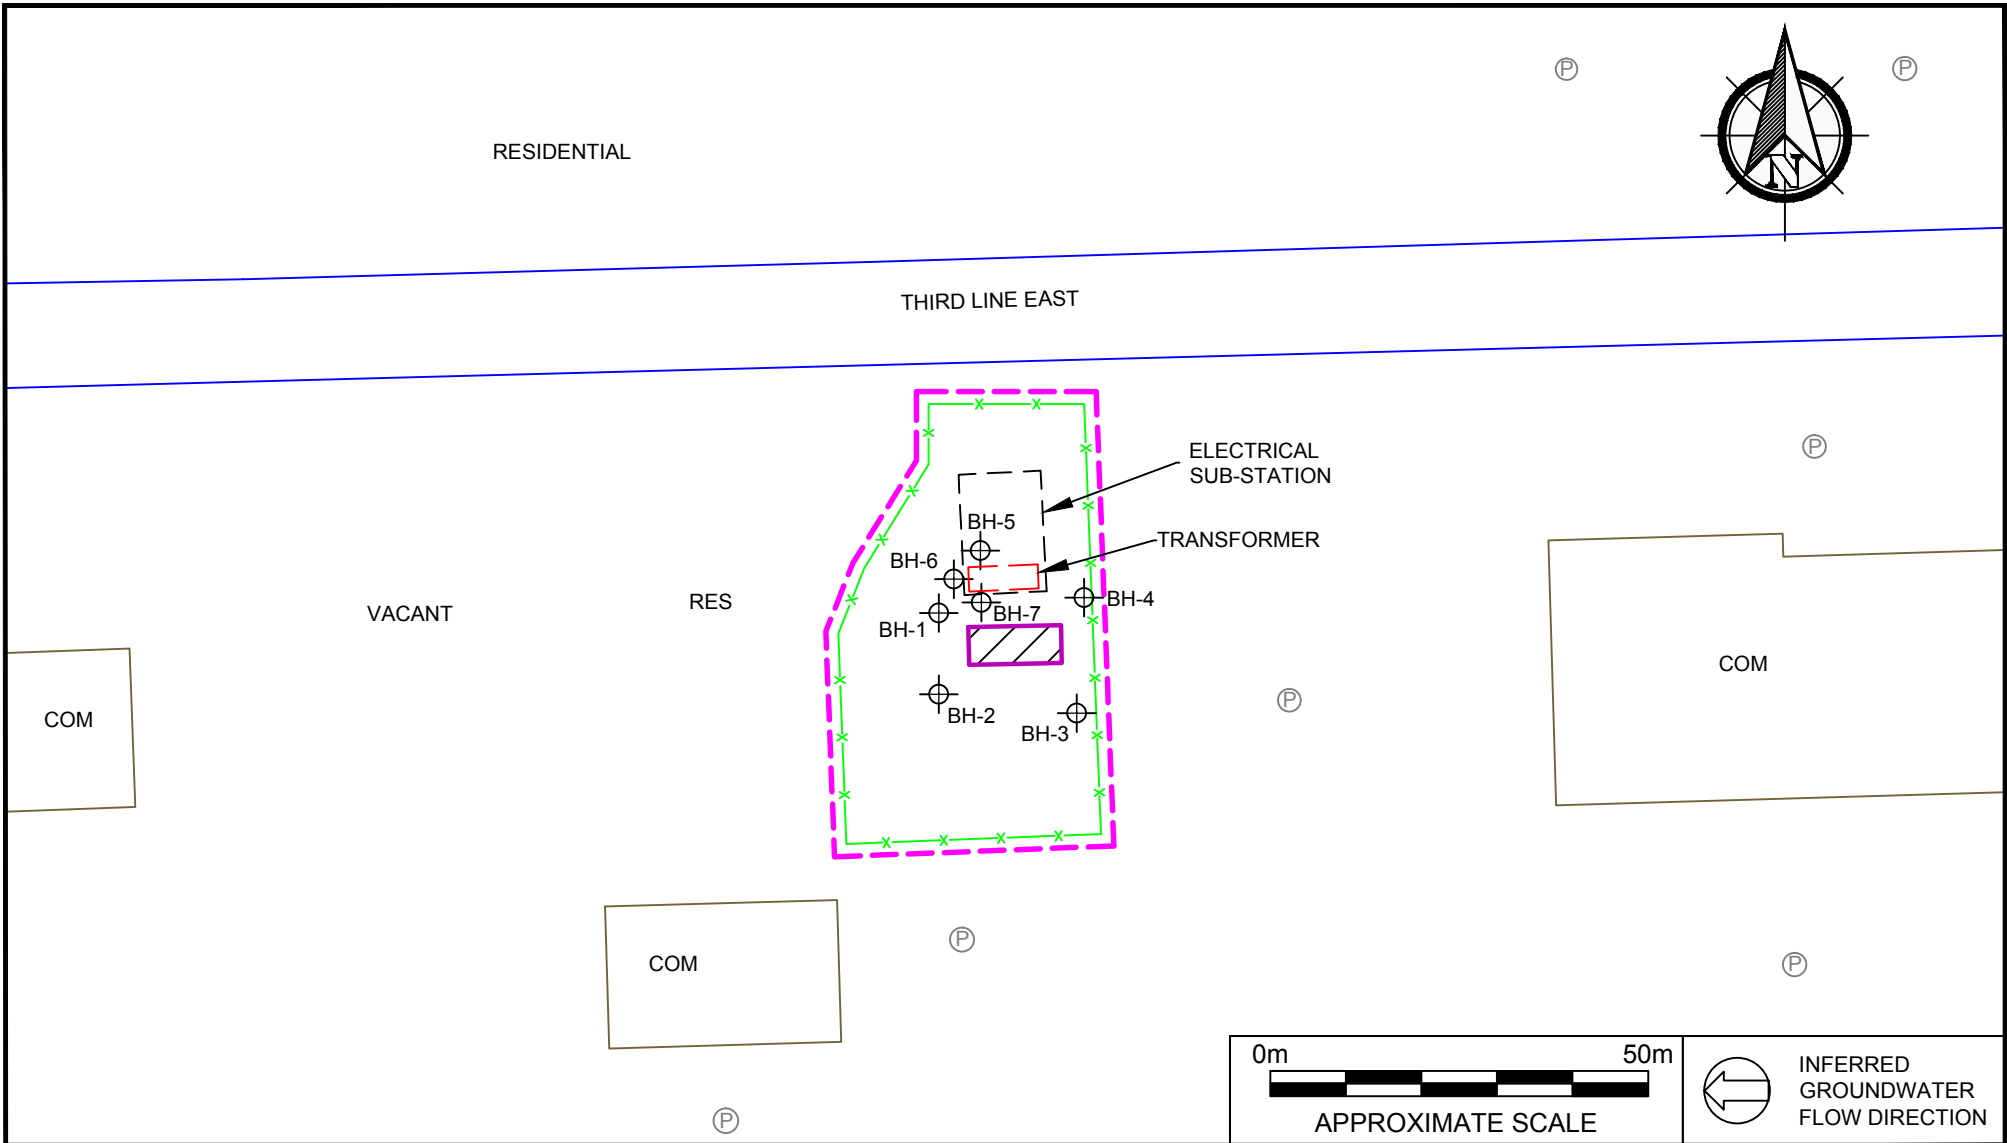 P
P
N
RESIDENTIAL
THIRD LINE EAST
ELECTRICAL
SUB-STATION
P
BH-5
TRANSFORMER
BH-6
BH-4
VACANT
RES
BH-7
BH-1
COM
COM
BH-2
BH-3
P
P
COM
P
P
0m 50m
APPROXIMATE SCALE
INFERRED
GROUNDWATER
FLOW DIRECTION